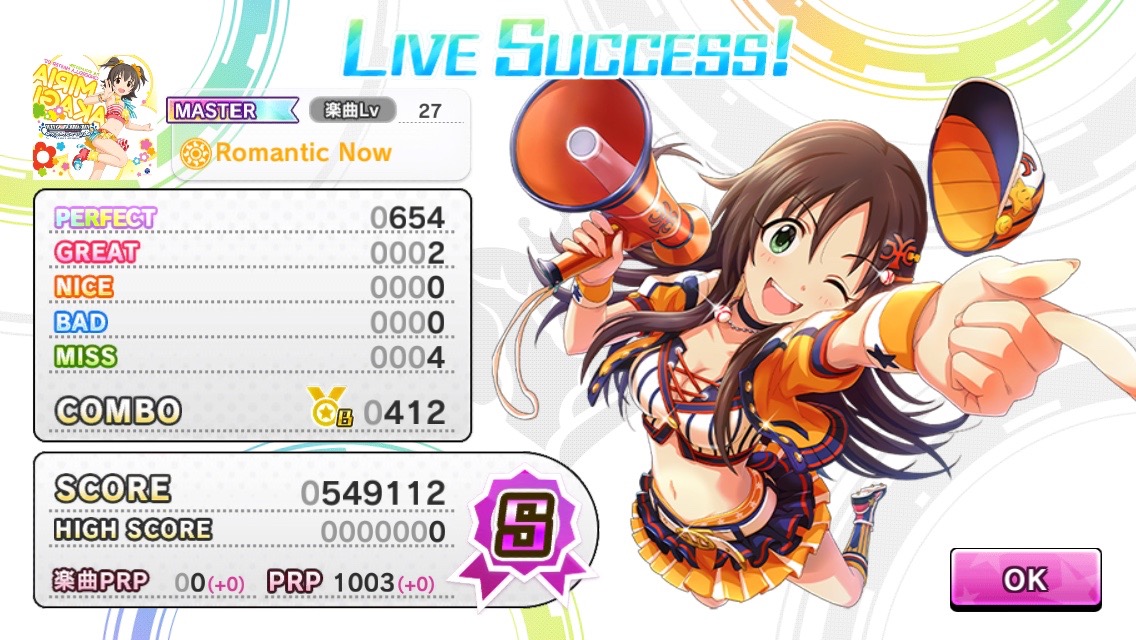 LIVE SUCCESS!
MIRIA
AKAGI
MASTER 楽曲Lv 27
Romantic Now
PERFECT 0654
GREAT 0002
NICE 0000
BAD 0000
MISS 0004
COMBO B 0412
SCORE 0549112
HIGH SCORE 0000000
S
楽曲PRP 00(+0) PRP 1003(+0)
OK